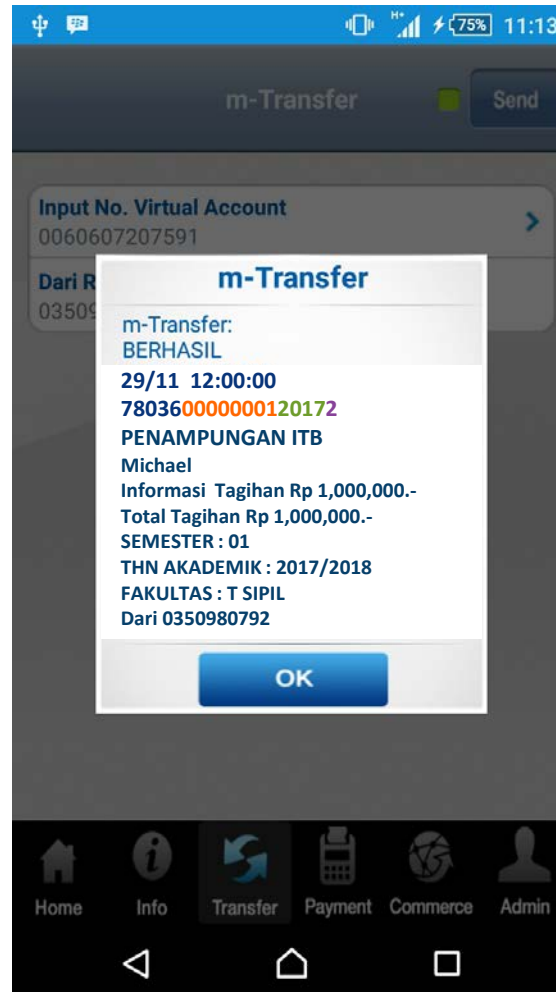 H+ 75% 11:13
m-Transfer Send
Input No. Virtual Account
0060607207591
Dari R
03509
m-Transfer
m-Transfer:
BERHASIL
29/11 12:00:00
780360000000120172
PENAMPUNGAN ITB
Michael
Informasi Tagihan Rp 1,000,000.-
Total Tagihan Rp 1,000,000.-
SEMESTER : 01
THN AKADEMIK : 2017/2018
FAKULTAS : T SIPIL
Dari 0350980792
OK
Home Info Transfer Payment Commerce Admin